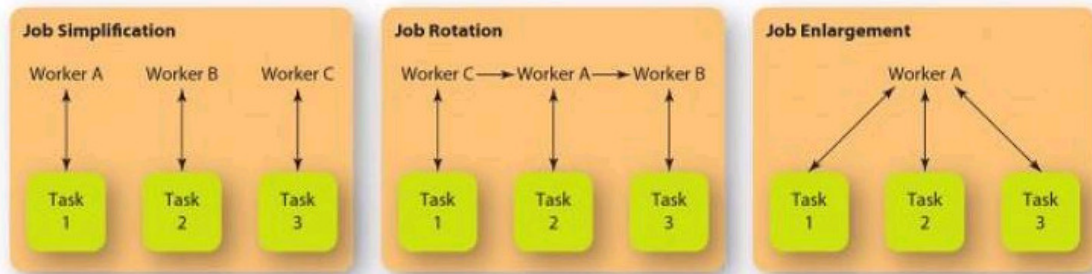 Job Simplification
Worker A Worker B Worker C
Task Task Task
1 2 3
Job Rotation
Worker C Worker A Worker B
Task Task Task
1 2 3
Job Enlargement
Worker A
Task Task Task
1 2 3